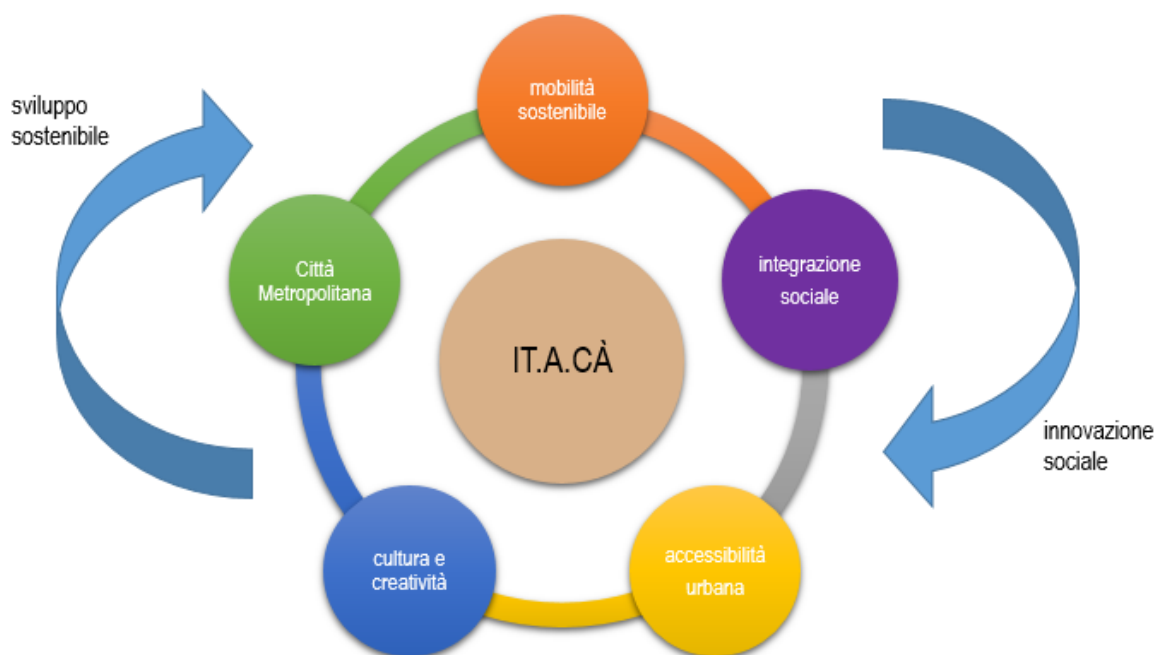 mobilità
sostenibile
sviluppo
sostenibile
Città
Metropolitana
integrazione
sociale
IT.A.CÀ
innovazione
sociale
cultura e
creatività
accessibilità
urbana